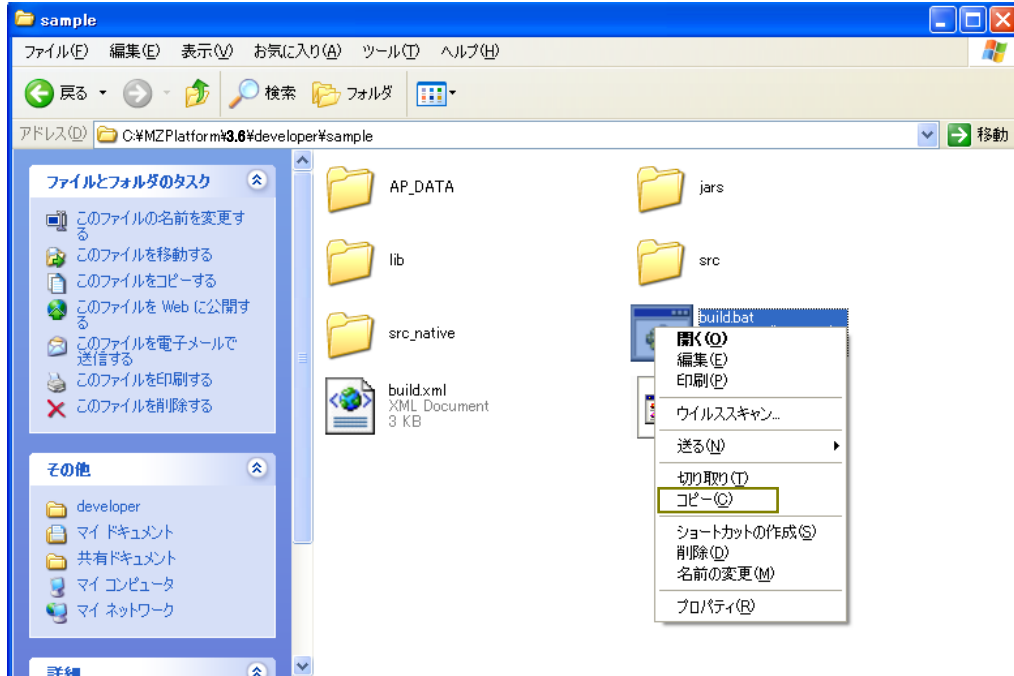 sample
ファイル(F) 編集(E) 表示(V) お気に入り(A) ツール(T) ヘルプ(H)
戻る 検索 フォルダ
アドレス(D) C:¥MZPlatform¥3.6¥developer¥sample 移動
ファイルとフォルダのタスク
このファイルの名前を変更す
る
このファイルを移動する
このファイルをコピーする
このファイルを Web に公開す
る
このファイルを電子メールで
送信する
このファイルを印刷する
このファイルを削除する
その他
developer
マイ ドキュメント
共有ドキュメント
マイ コンピュータ
マイ ネットワーク
詳細
AP_DATA
jars
lib
src
src_native
build.bat
build.xml
XML Document
3 KB
開く(O)
編集(E)
印刷(P)
ウイルススキャン...
送る(N)
切り取り(T)
コピー(C)
ショートカットの作成(S)
削除(D)
名前の変更(M)
プロパティ(R)